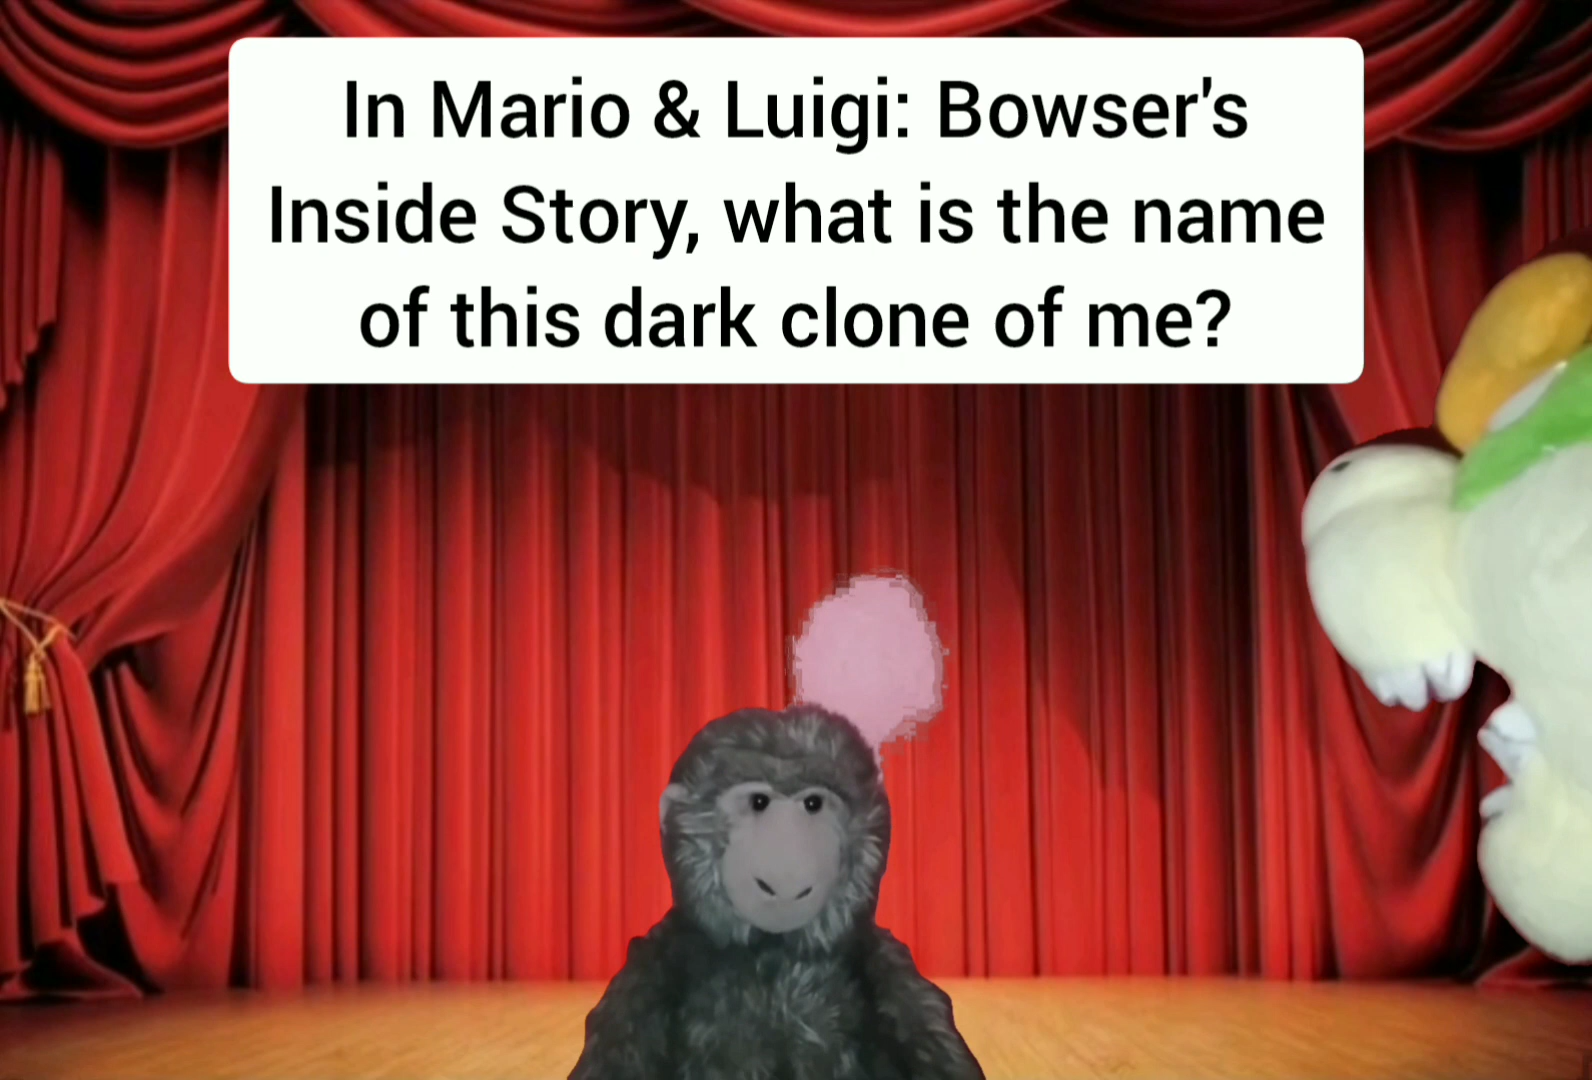 In Mario & Luigi: Bowser's
Inside Story, what is the name
of this dark clone of me?